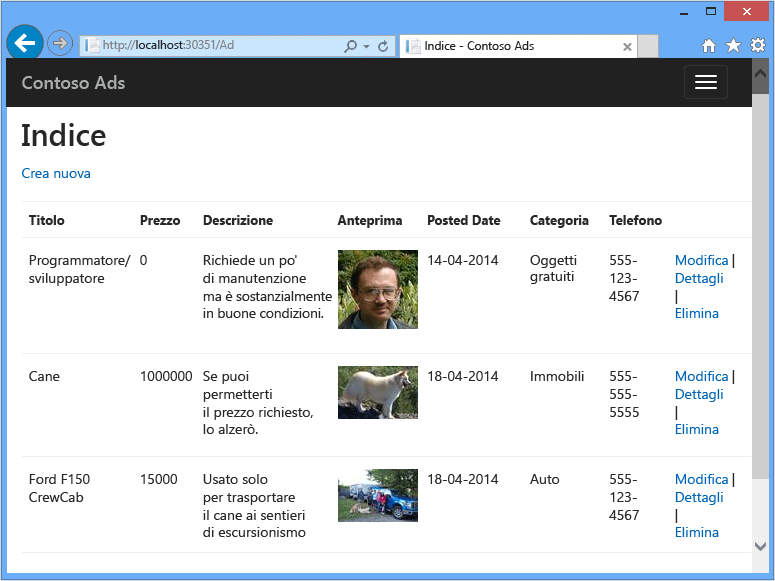 http://localhost:30351/Ad
Indice - Contoso Ads
Contoso Ads
Indice
Crea nuova
Titolo Prezzo Descrizione Anteprima Posted Date Categoria Telefono
Programmatore/ 0 Richiede un po' 14-04-2014 Oggetti 555- Modifica |
sviluppatore di manutenzione gratuiti 123- Dettagli
ma è sostanzialmente 4567 |
in buone condizioni. Elimina
Cane 1000000 Se puoi 18-04-2014 Immobili 555- Modifica |
permetterti 555- Dettagli
il prezzo richiesto, 5555 |
lo alzerò. Elimina
Ford F150 15000 Usato solo 18-04-2014 Auto 555- Modifica |
CrewCab per trasportare 123- Dettagli
il cane ai sentieri 4567 |
di escursionismo Elimina